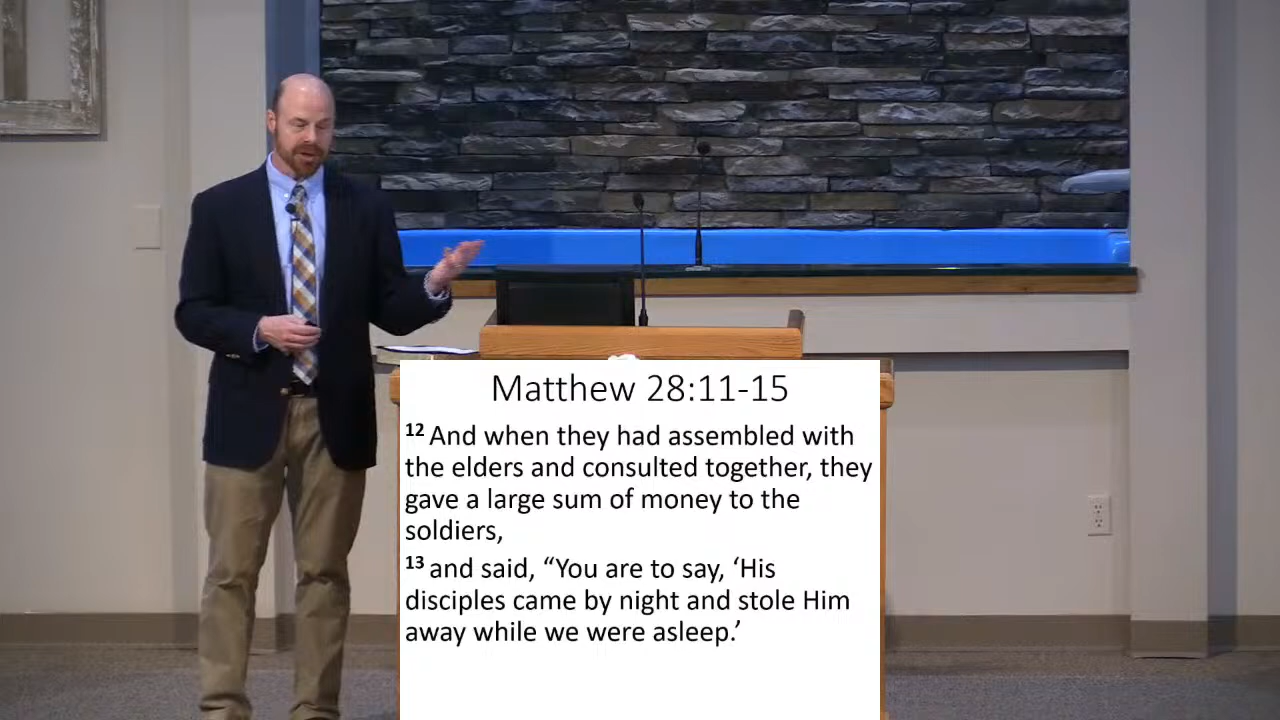 Matthew 28:11-15
12 And when they had assembled with
the elders and consulted together, they
gave a large sum of money to the
soldiers,
13 and said, “You are to say, ‘His
disciples came by night and stole Him
away while we were asleep.’